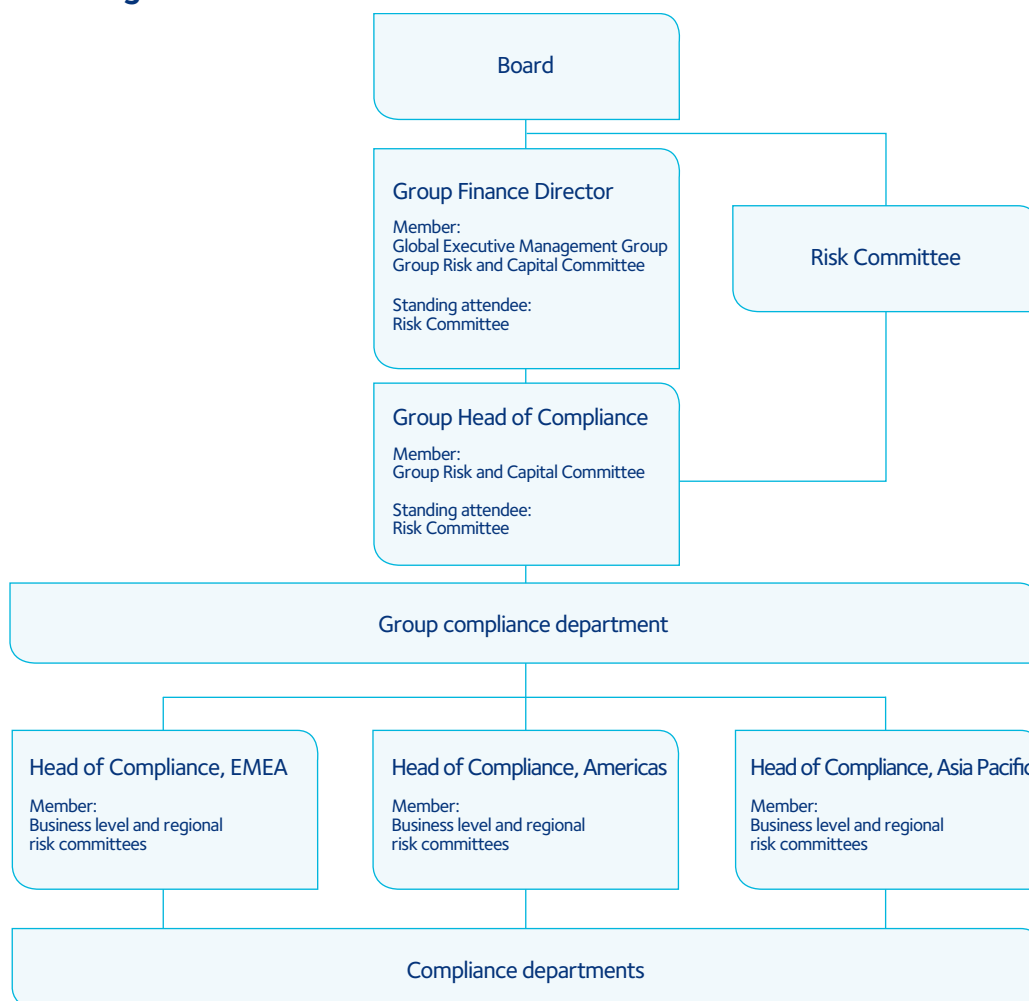 Board
Group Finance Director
Member:
Global Executive Management Group
Group Risk and Capital Committee
Standing attendee:
Risk Committee
Risk Committee
Group Head of Compliance
Member:
Group Risk and Capital Committee
Standing attendee:
Risk Committee
Group compliance department
Head of Compliance, EMEA
Member:
Business level and regional
risk committees
Head of Compliance, Americas
Member:
Business level and regional
risk committees
Head of Compliance, Asia Pacific
Member:
Business level and regional
risk committees
Compliance departments